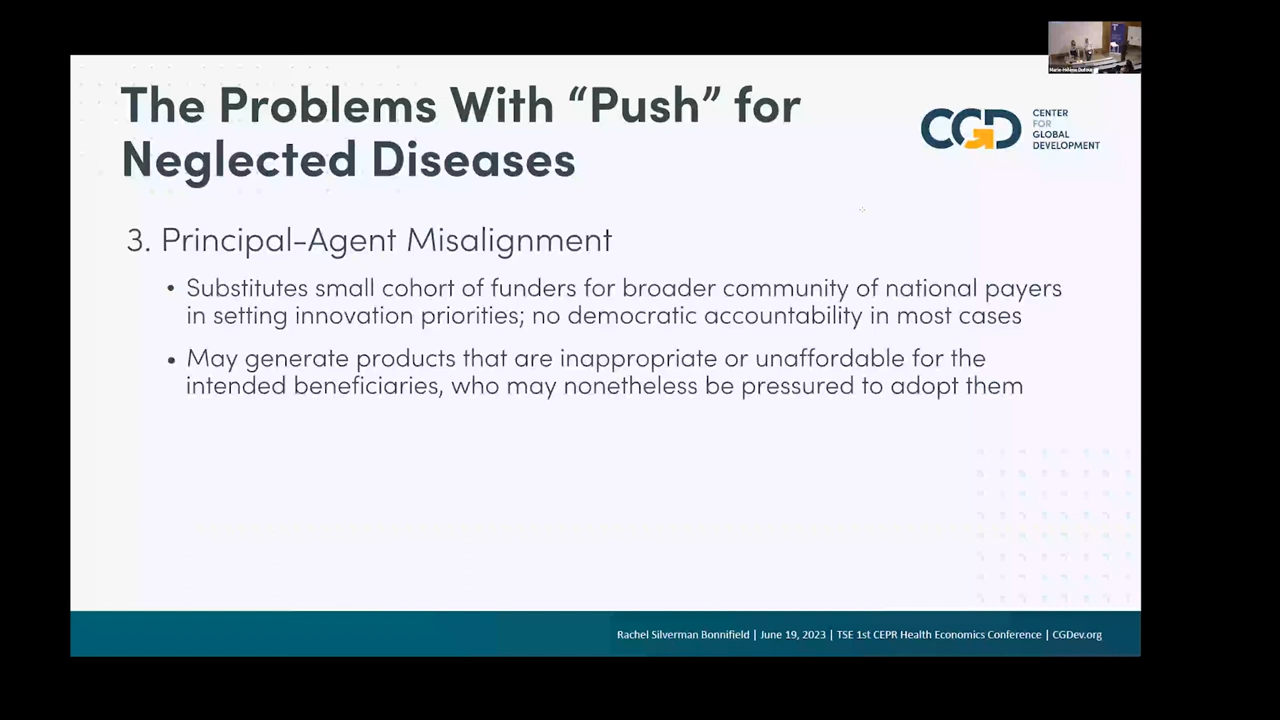 The Problems With “Push” for
Neglected Diseases
CGD
CENTER
FOR
GLOBAL
DEVELOPMENT
3. Principal-Agent Misalignment
• Substitutes small cohort of funders for broader community of national payers
in setting innovation priorities; no democratic accountability in most cases
• May generate products that are inappropriate or unaffordable for the
intended beneficiaries, who may nonetheless be pressured to adopt them
Rachel Silverman Bonnifield | June 19, 2023 | TSE 1st CEPR Health Economics Conference | CGDev.org